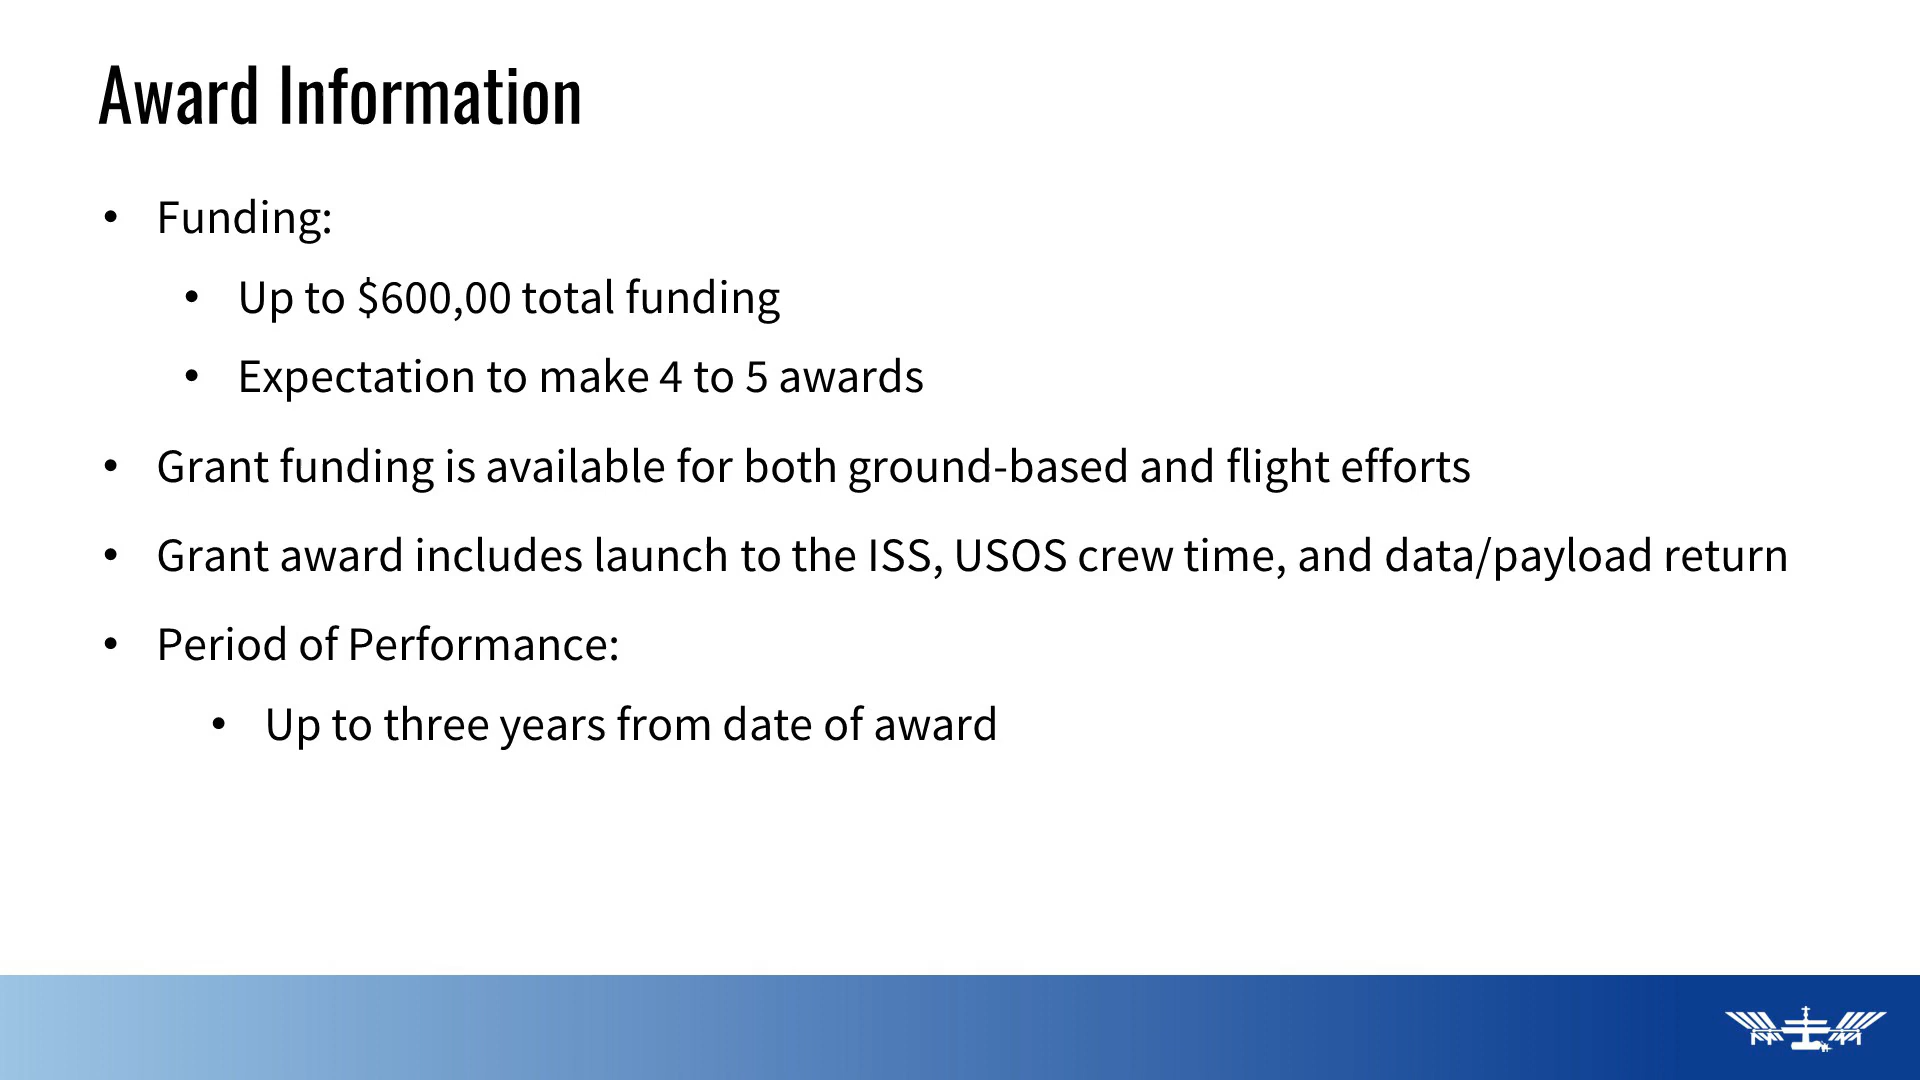 Award Information
• Funding:
• Up to $600,00 total funding
• Expectation to make 4 to 5 awards
• Grant funding is available for both ground-based and flight efforts
• Grant award includes launch to the ISS, USOS crew time, and data/payload return
• Period of Performance:
• Up to three years from date of award